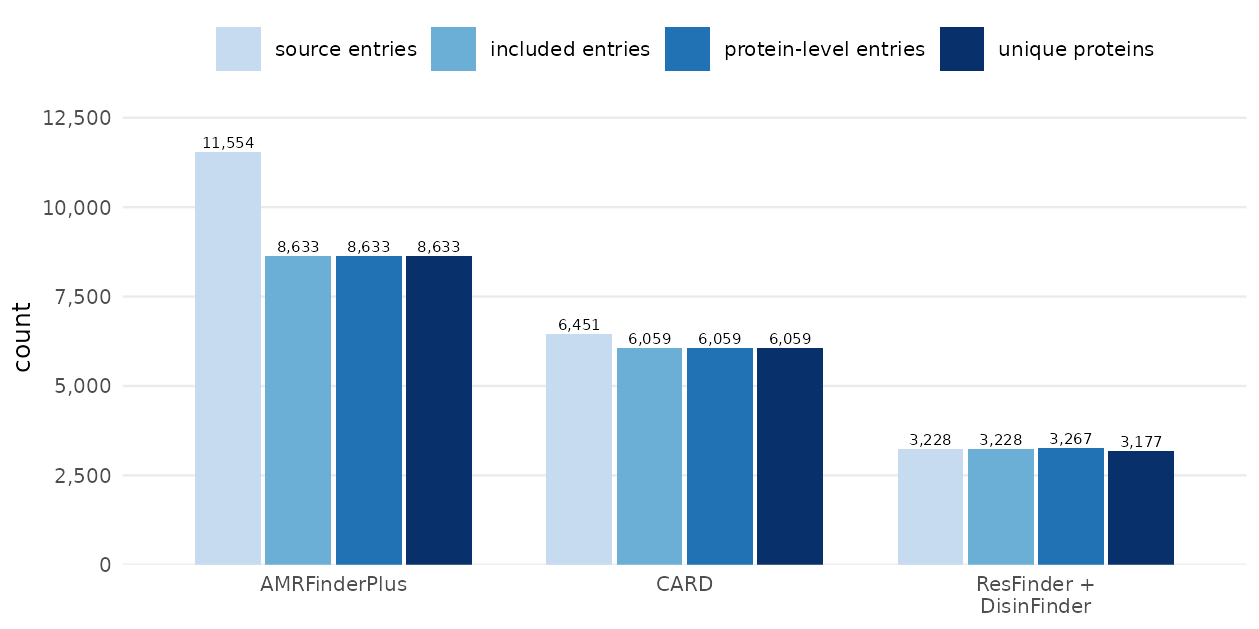 source entries
included entries
protein-level entries
unique proteins
12,500
10,000
7,500
5,000
2,500
0
count
11,554
8,633
8,633
8,633
6,451
6,059
6,059
6,059
3,228
3,228
3,267
3,177
AMRFinderPlus
CARD
ResFinder +
DisinFinder